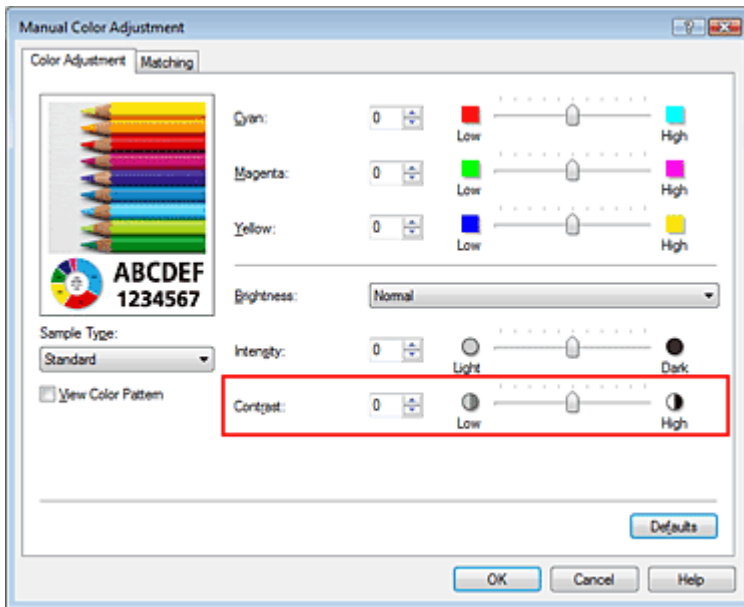 Manual Color Adjustment
Color Adjustment Matching
Cyan: 0 Low High
Magenta: 0 Low High
Yellow: 0 Low High
ABCDEF
1234567
Brightness: Normal
Sample Type:
Standard
Intensity: 0 Light Dark
View Color Pattern
Contrast: 0 Low High
Defaults
OK Cancel Help